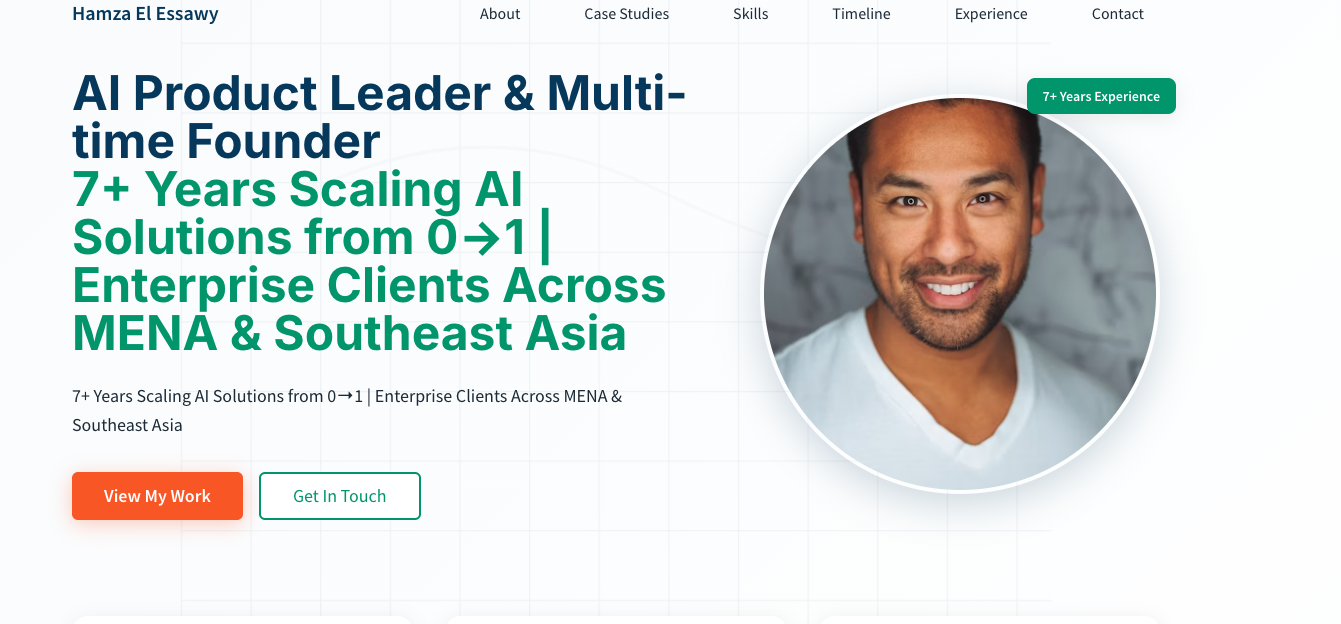 Hamza El Essawy
About
Case Studies
Skills
Timeline
Experience
Contact
AI Product Leader & Multi-
time Founder
7+ Years Scaling AI
Solutions from 0→1 |
Enterprise Clients Across
MENA & Southeast Asia
7+ Years Scaling AI Solutions from 0→1 | Enterprise Clients Across MENA &
Southeast Asia
View My Work
Get In Touch
7+ Years Experience